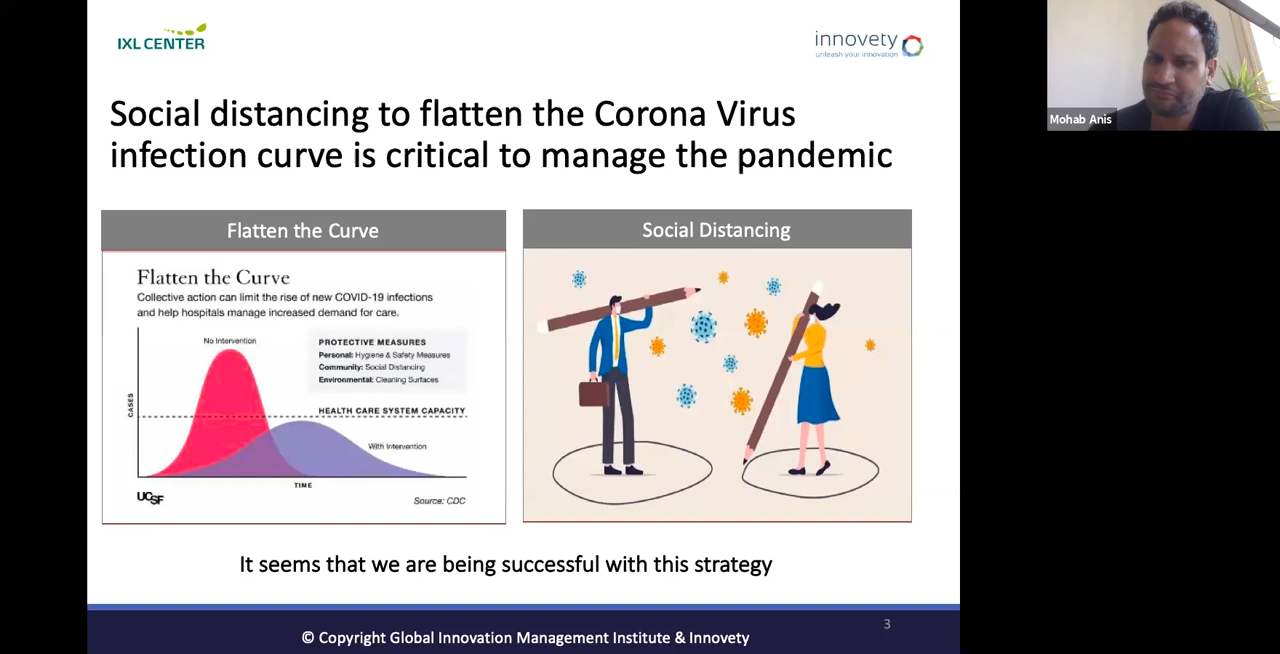 IXL CENTER
innovety
unleash your innovation
Mohab Anis
Social distancing to flatten the Corona Virus
infection curve is critical to manage the pandemic
Flatten the Curve
Flatten the Curve
Collective action can limit the rise of new COVID-19 infections
and help hospitals manage increased demand for care.
No Intervention
PROTECTIVE MEASURES
Personal: Hygiene & Safety Measures
Community: Social Distancing
Environmental: Cleaning Surfaces
CASES
HEALTH CARE SYSTEM CAPACITY
With Intervention
TIME
UCSF
Source: CDC
Social Distancing
It seems that we are being successful with this strategy
3
© Copyright Global Innovation Management Institute & Innovety